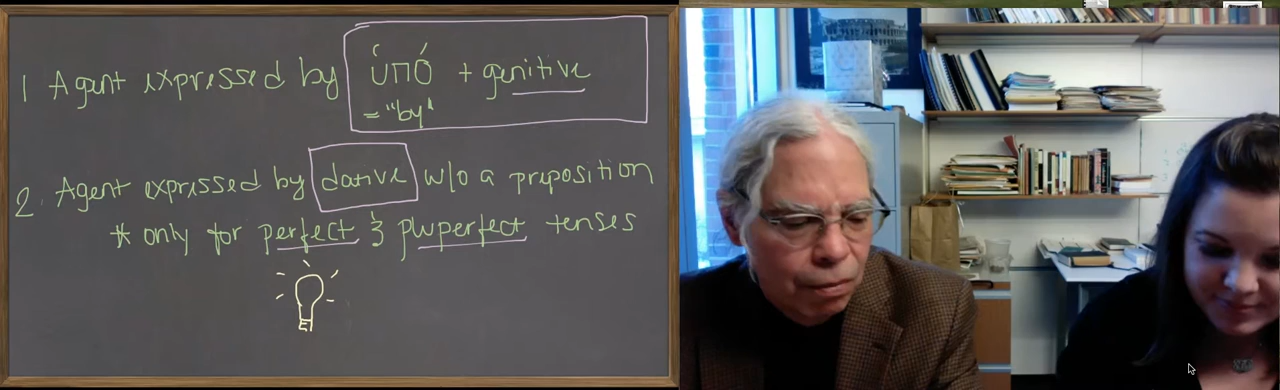 1 Agent expressed by ὑπό + genitive
= "by"
2. Agent expressed by dative w/o a preposition
* only for perfect & pluperfect tenses